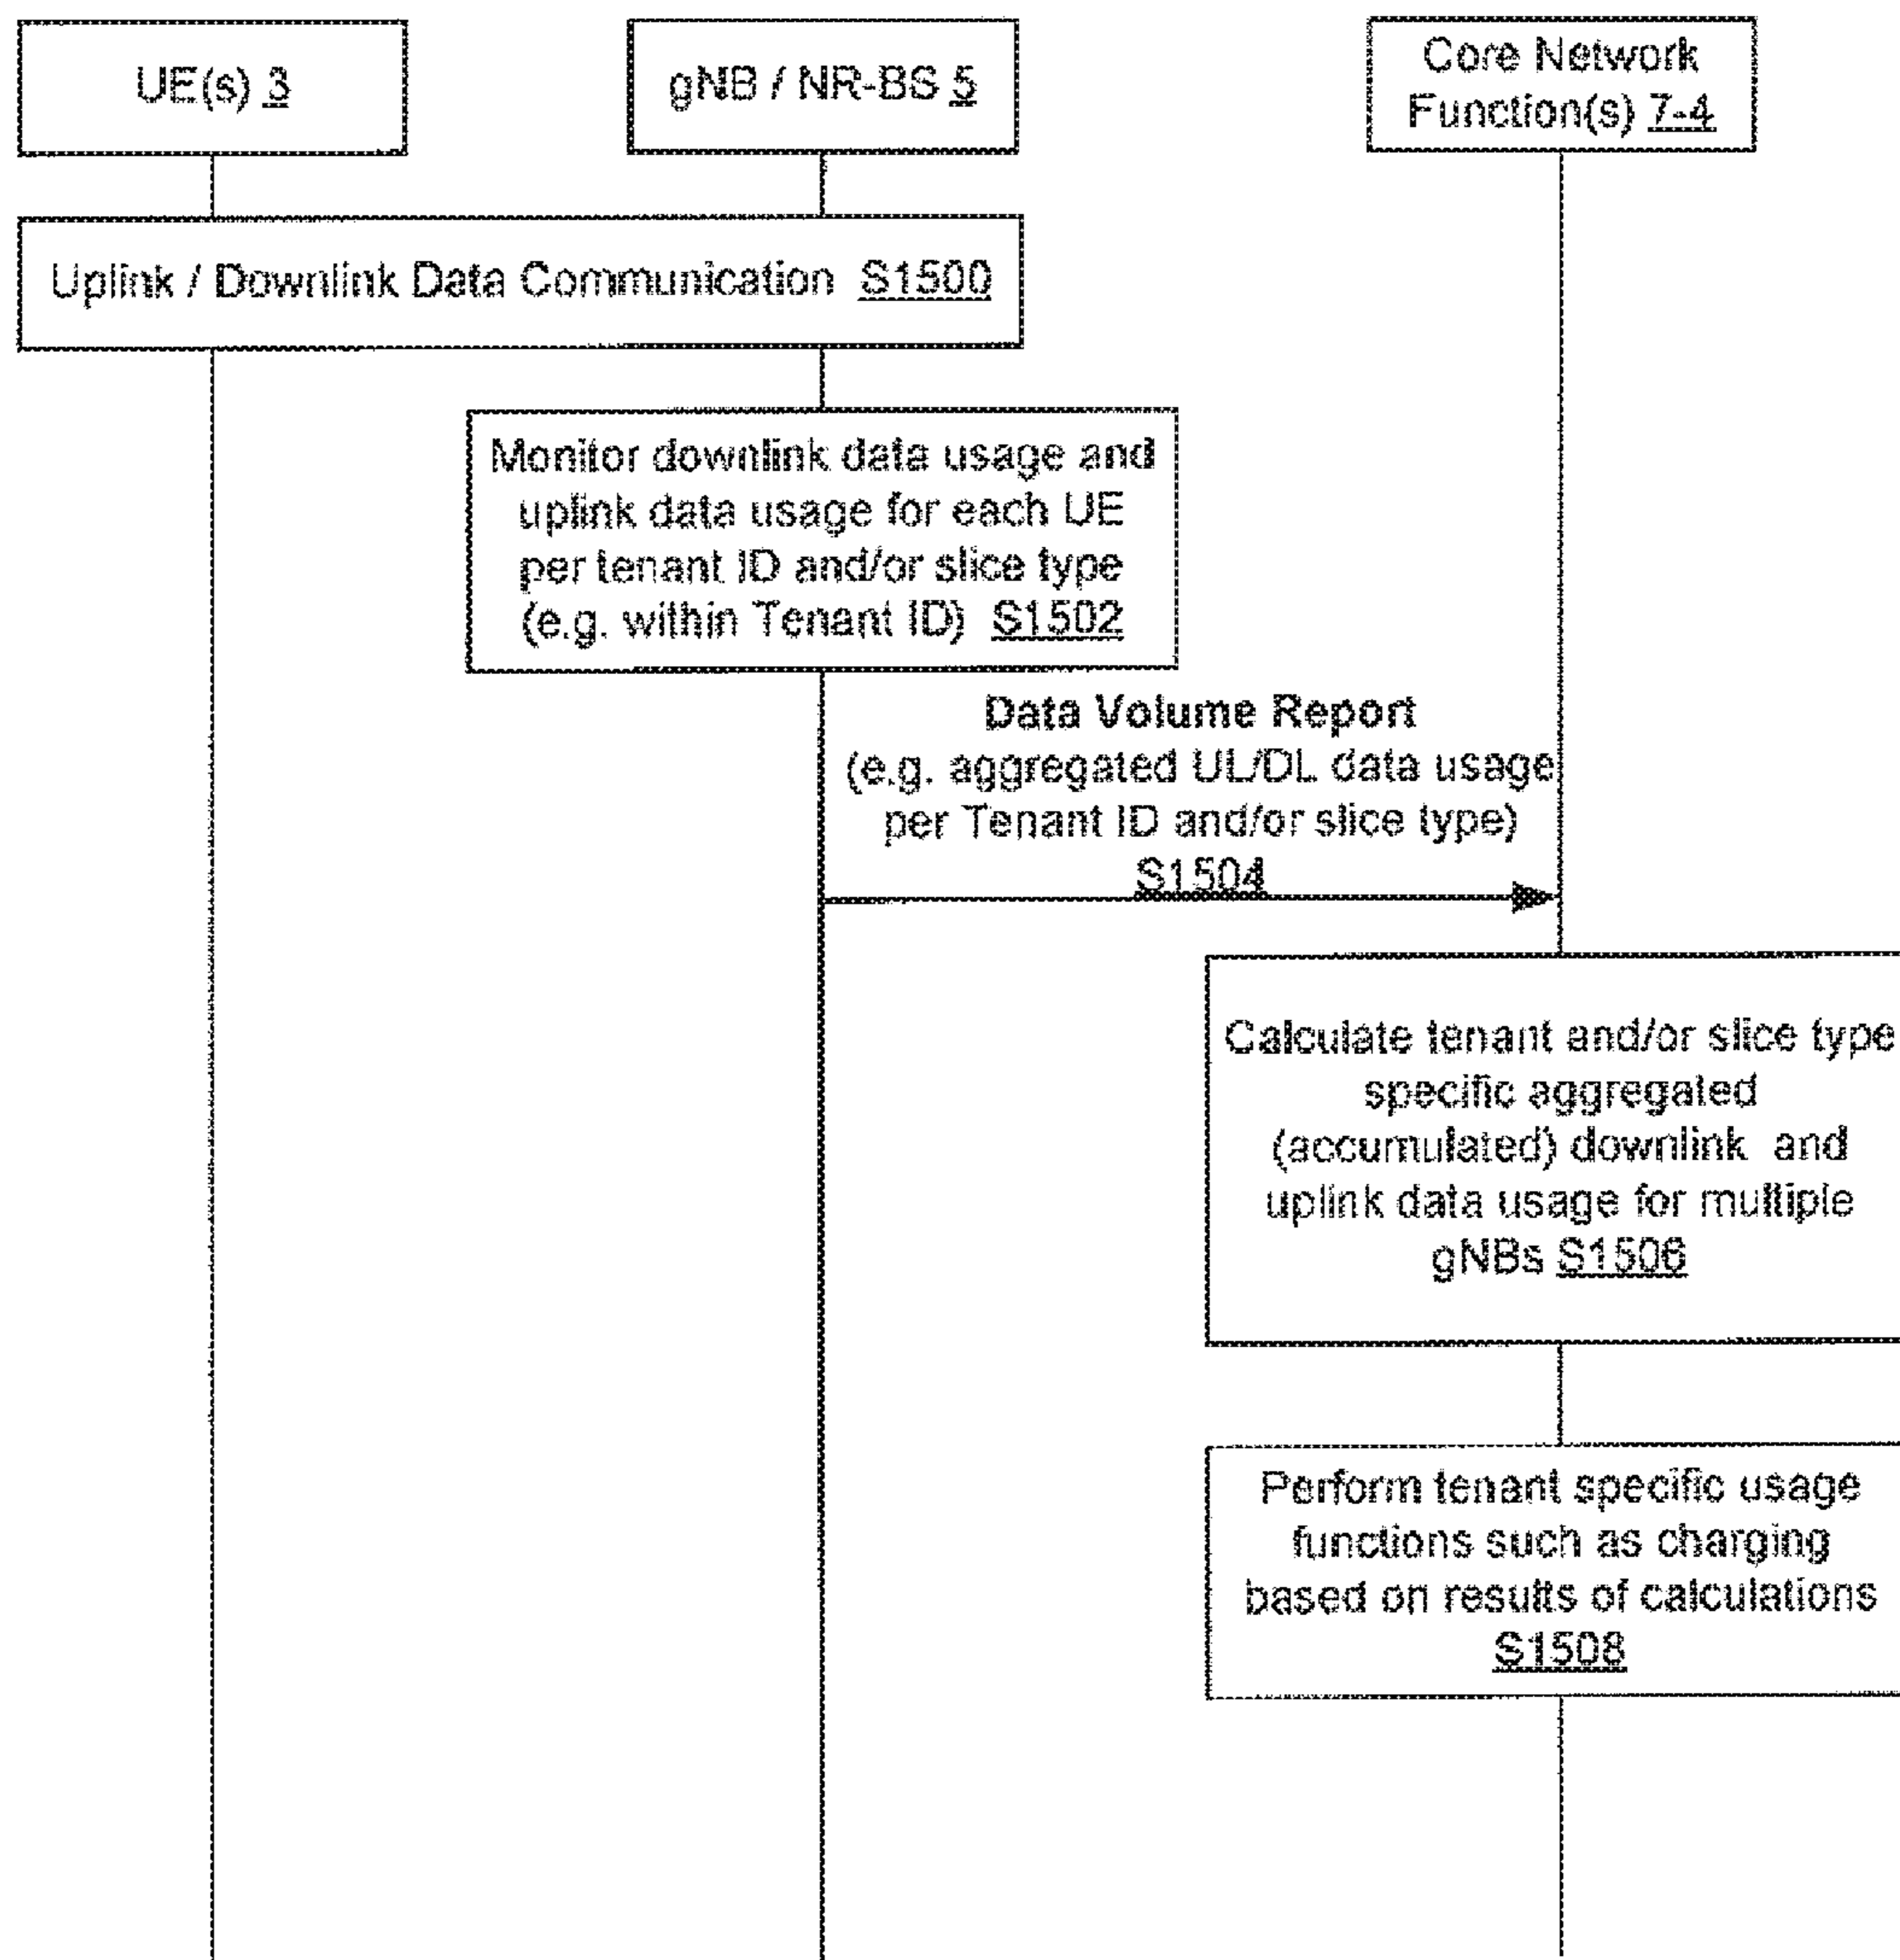 UE(s) 3
gNB / NR-BS 5
Core Network
Function(s) 7-4
Uplink / Downlink Data Communication S1500
Monitor downlink data usage and
uplink data usage for each UE
per tenant ID and/or slice type
(e.g. within Tenant ID) S1502
Data Volume Report
(e.g. aggregated UL/DL data usage
per Tenant ID and/or slice type)
S1504
Calculate tenant and/or slice type
specific aggregated
(accumulated) downlink and
uplink data usage for multiple
gNBs S1506
Perform tenant specific usage
functions such as charging
based on results of calculations
S1508